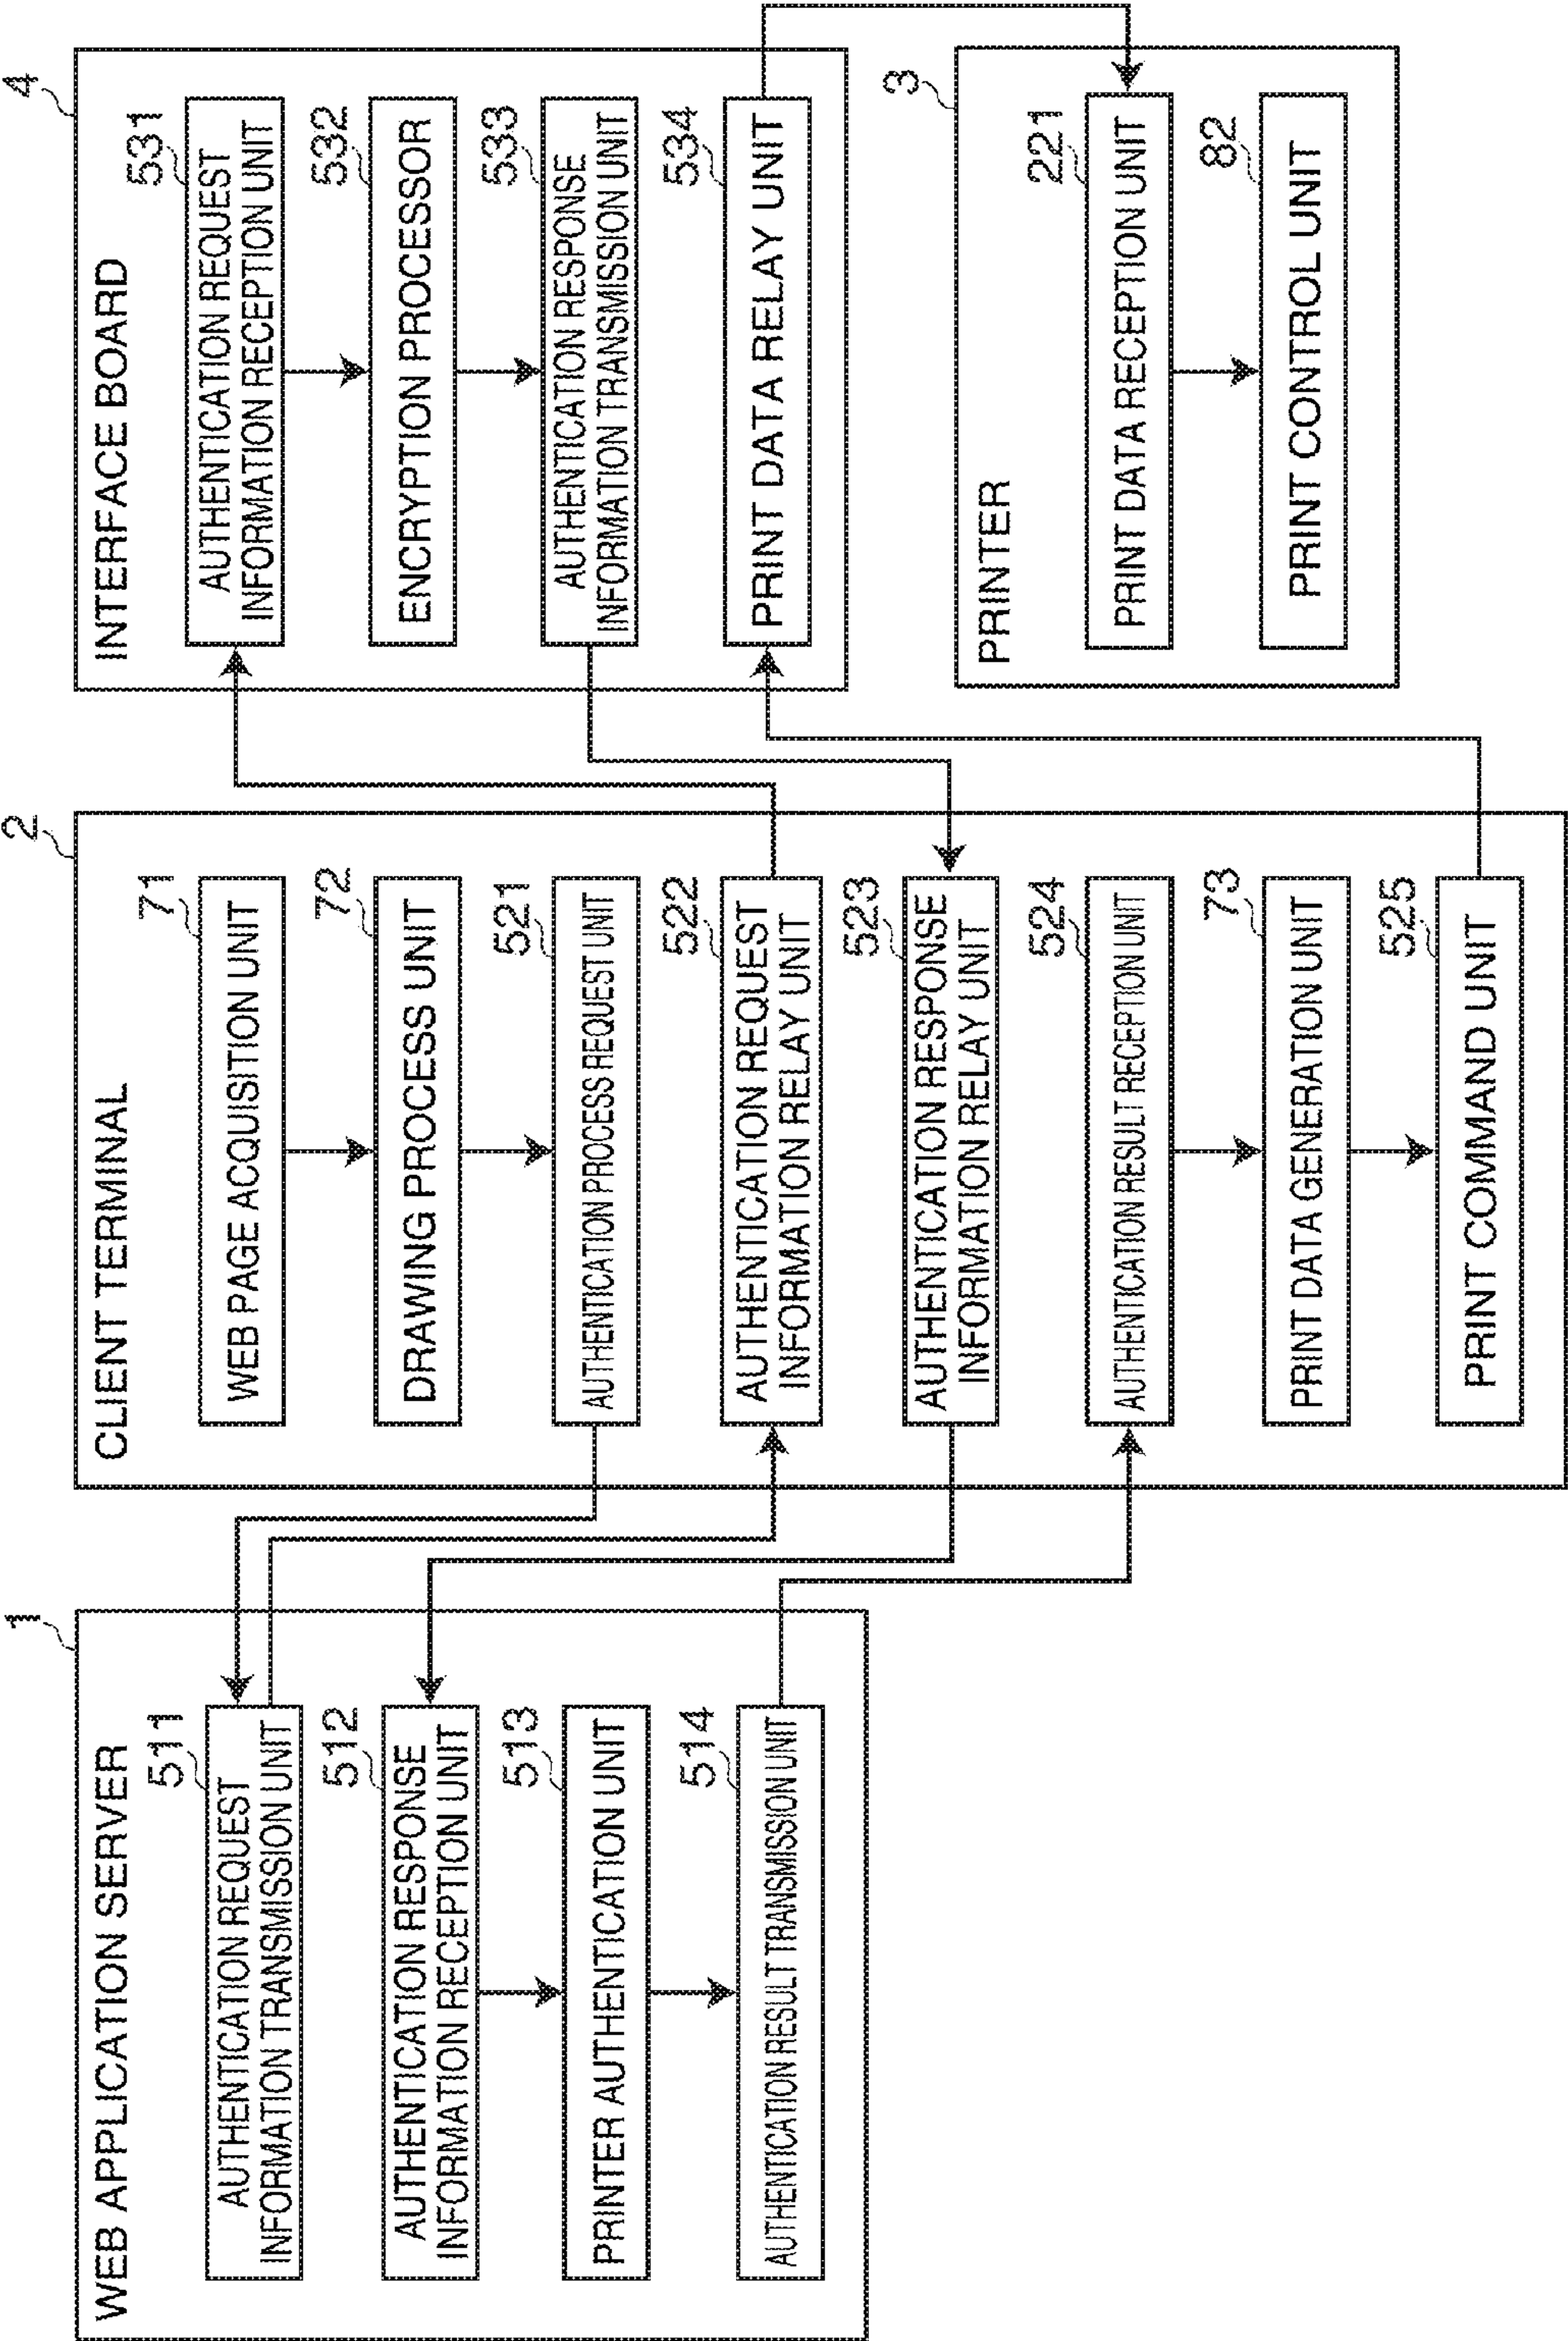 1
WEB APPLICATION SERVER
511
AUTHENTICATION REQUEST
INFORMATION TRANSMISSION UNIT
512
AUTHENTICATION RESPONSE
INFORMATION RECEPTION UNIT
513
PRINTER AUTHENTICATION UNIT
514
AUTHENTICATION RESULT TRANSMISSION UNIT
2
CLIENT TERMINAL
71
WEB PAGE ACQUISITION UNIT
72
DRAWING PROCESS UNIT
521
AUTHENTICATION PROCESS REQUEST UNIT
522
AUTHENTICATION REQUEST
INFORMATION RELAY UNIT
523
AUTHENTICATION RESPONSE
INFORMATION RELAY UNIT
524
AUTHENTICATION RESULT RECEPTION UNIT
73
PRINT DATA GENERATION UNIT
525
PRINT COMMAND UNIT
4
INTERFACE BOARD
531
AUTHENTICATION REQUEST
INFORMATION RECEPTION UNIT
532
ENCRYPTION PROCESSOR
533
AUTHENTICATION RESPONSE
INFORMATION TRANSMISSION UNIT
534
PRINT DATA RELAY UNIT
3
PRINTER
221
PRINT DATA RECEPTION UNIT
82
PRINT CONTROL UNIT